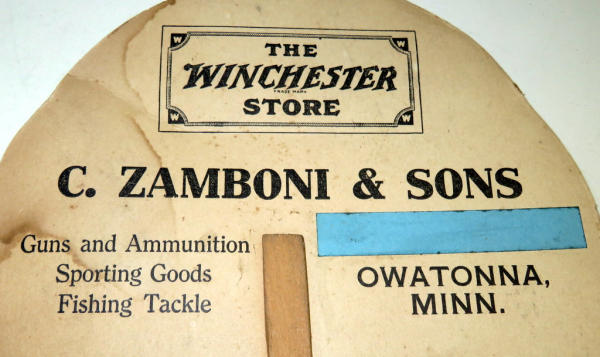 THE
WINCHESTER
TRADE MARK
STORE
C. ZAMBONI & SONS
Guns and Ammunition
Sporting Goods
Fishing Tackle
OWATONNA,
MINN.
W
W
W
W